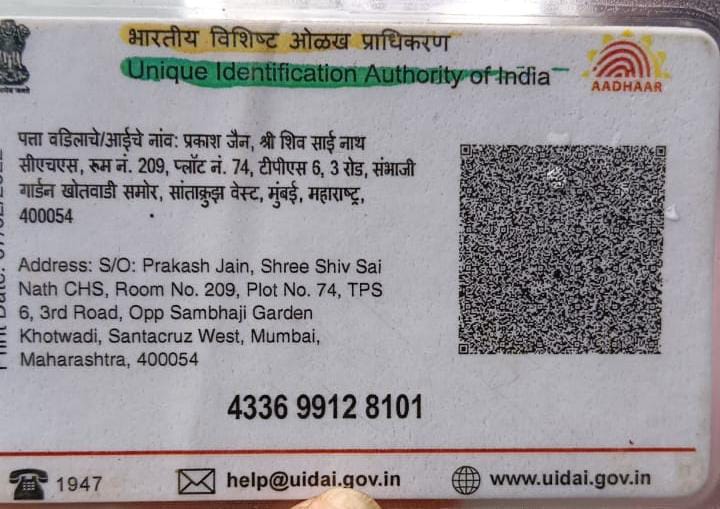 भारतीय विशिष्ट ओळख प्राधिकरण
Unique Identification Authority of India
AADHAAR
पत्ता वडिलाचे/आईचे नांव: प्रकाश जैन, श्री शिव साई नाथ
सीएचएस, रूम नं. 209, प्लॉट नं. 74, टीपीएस 6, 3 रोड, संभाजी
गार्डन खोतवाडी समोर, सांताक्रुझ वेस्ट, मुंबई, महाराष्ट्र,
400054
Address: S/O: Prakash Jain, Shree Shiv Sai
Nath CHS, Room No. 209, Plot No. 74, TPS
6, 3rd Road, Opp Sambhaji Garden
Khotwadi, Santacruz West, Mumbai,
Maharashtra, 400054
4336 9912 8101
1947
help@uidai.gov.in
www.uidai.gov.in